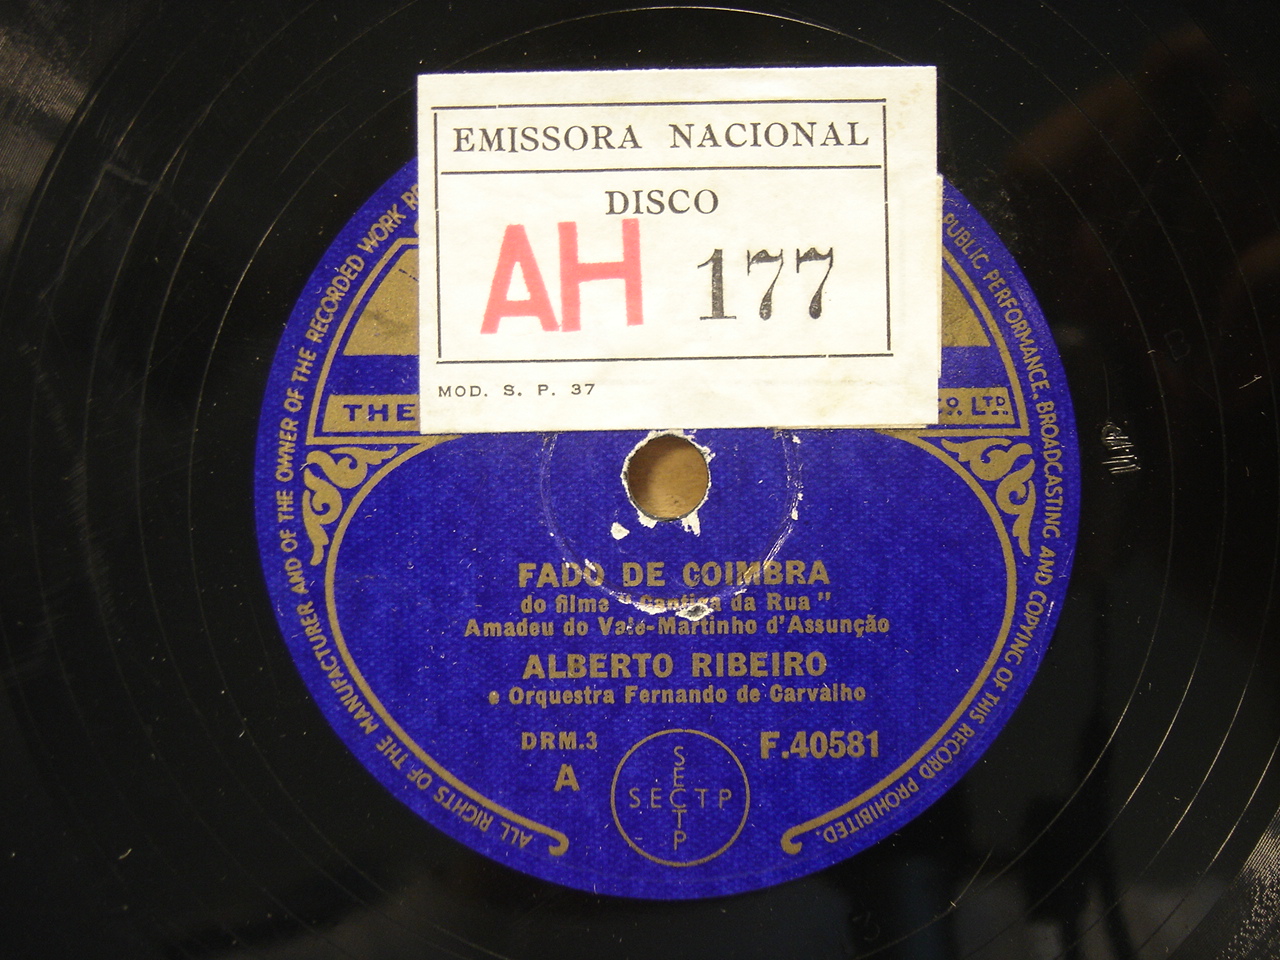 EMISSORA NACIONAL
DISCO
AH 177
MOD. S. P. 37
THE
CO LTD
FADO DE COIMBRA
do filme "Cantiga da Rua"
Amadeu do Vale-Martinho d'Assunção
ALBERTO RIBEIRO
e Orquestra Fernando de Carvàlho
DRM.3
F.40581
A
SECTP
SECTP
ALL RIGHTS OF THE MANUFACTURER AND OF THE OWNER OF THE RECORDED WORK
PUBLIC PERFORMANCE, BROADCASTING AND COPYING OF THIS RECORD PROHIBITED.